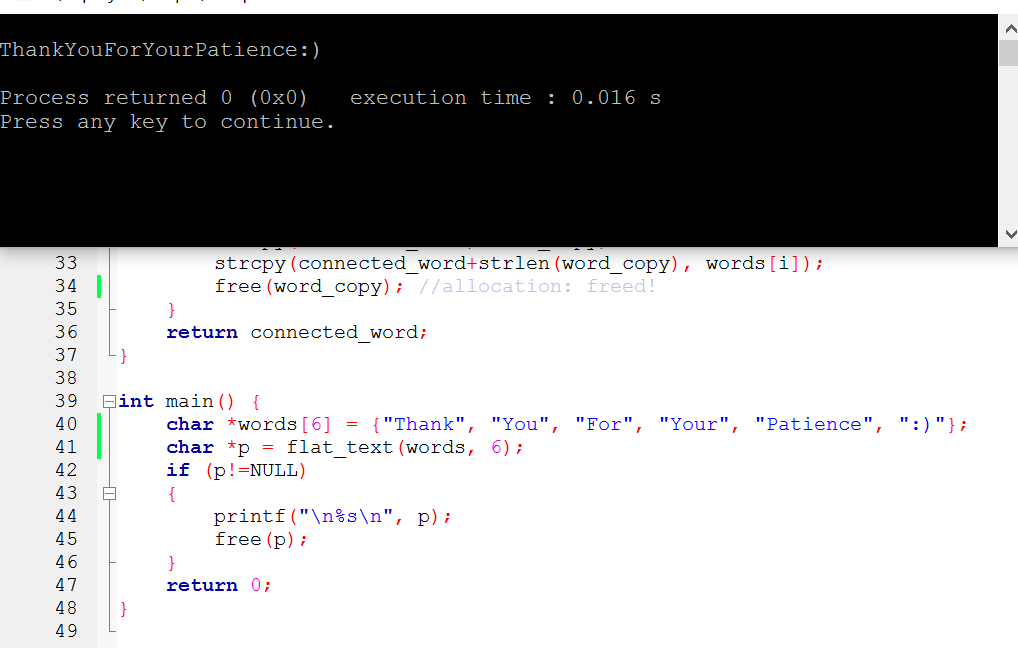 ThankYouForYourPatience:)
Process returned 0 (0x0)   execution time : 0.016 s
Press any key to continue.
33 strcpy(connected_word+strlen(word_copy), words[i]);
34 free(word_copy); //allocation: freed!
35 }
36 return connected_word;
37 }
38
39 int main() {
40 char *words[6] = {"Thank", "You", "For", "Your", "Patience", ":)"};
41 char *p = flat_text(words, 6);
42 if (p!=NULL)
43 {
44 printf("\n%s\n", p);
45 free(p);
46 }
47 return 0;
48 }
49